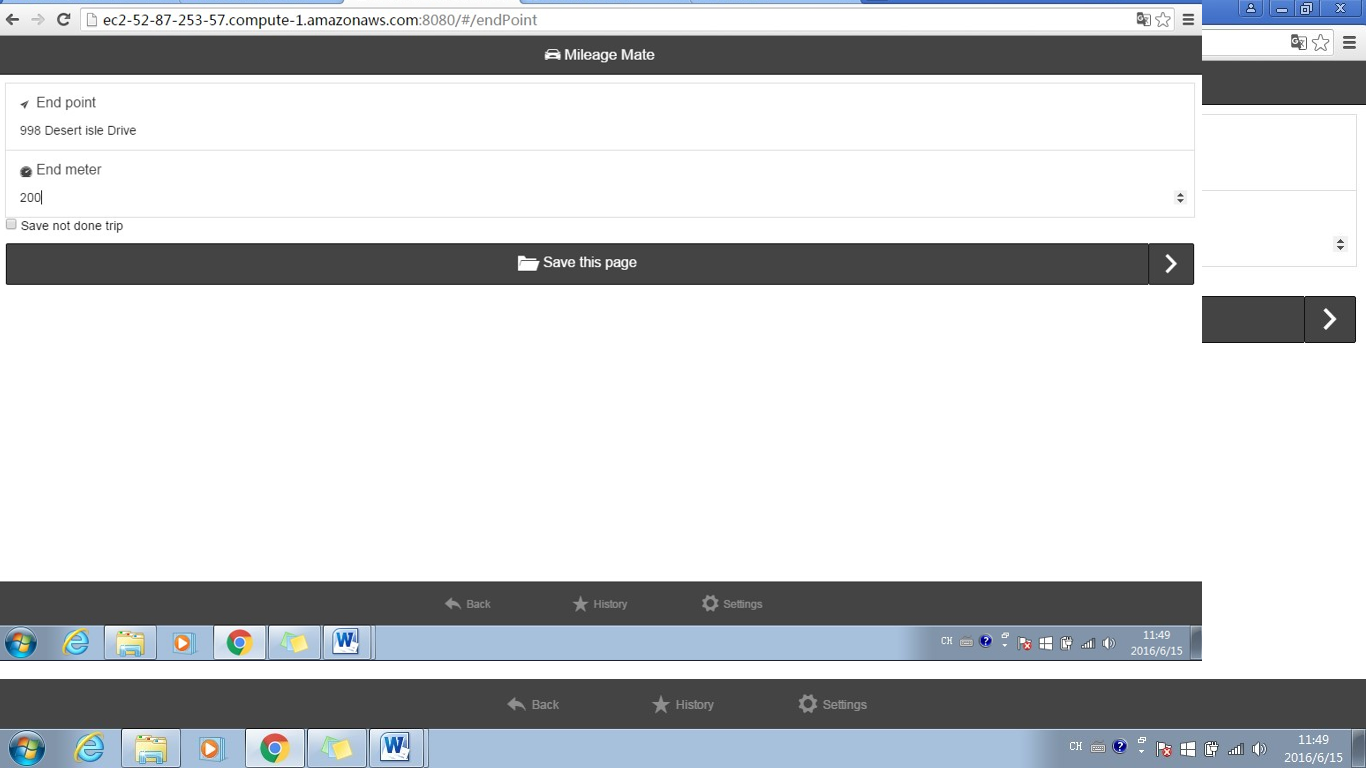 ec2-52-87-253-57.compute-1.amazonaws.com:8080/#/endPoint
Mileage Mate
End point
998 Desert isle Drive
End meter
200
Save not done trip
Save this page
Back History Settings
CH 11:49
2016/6/15
Back History Settings
CH 11:49
2016/6/15